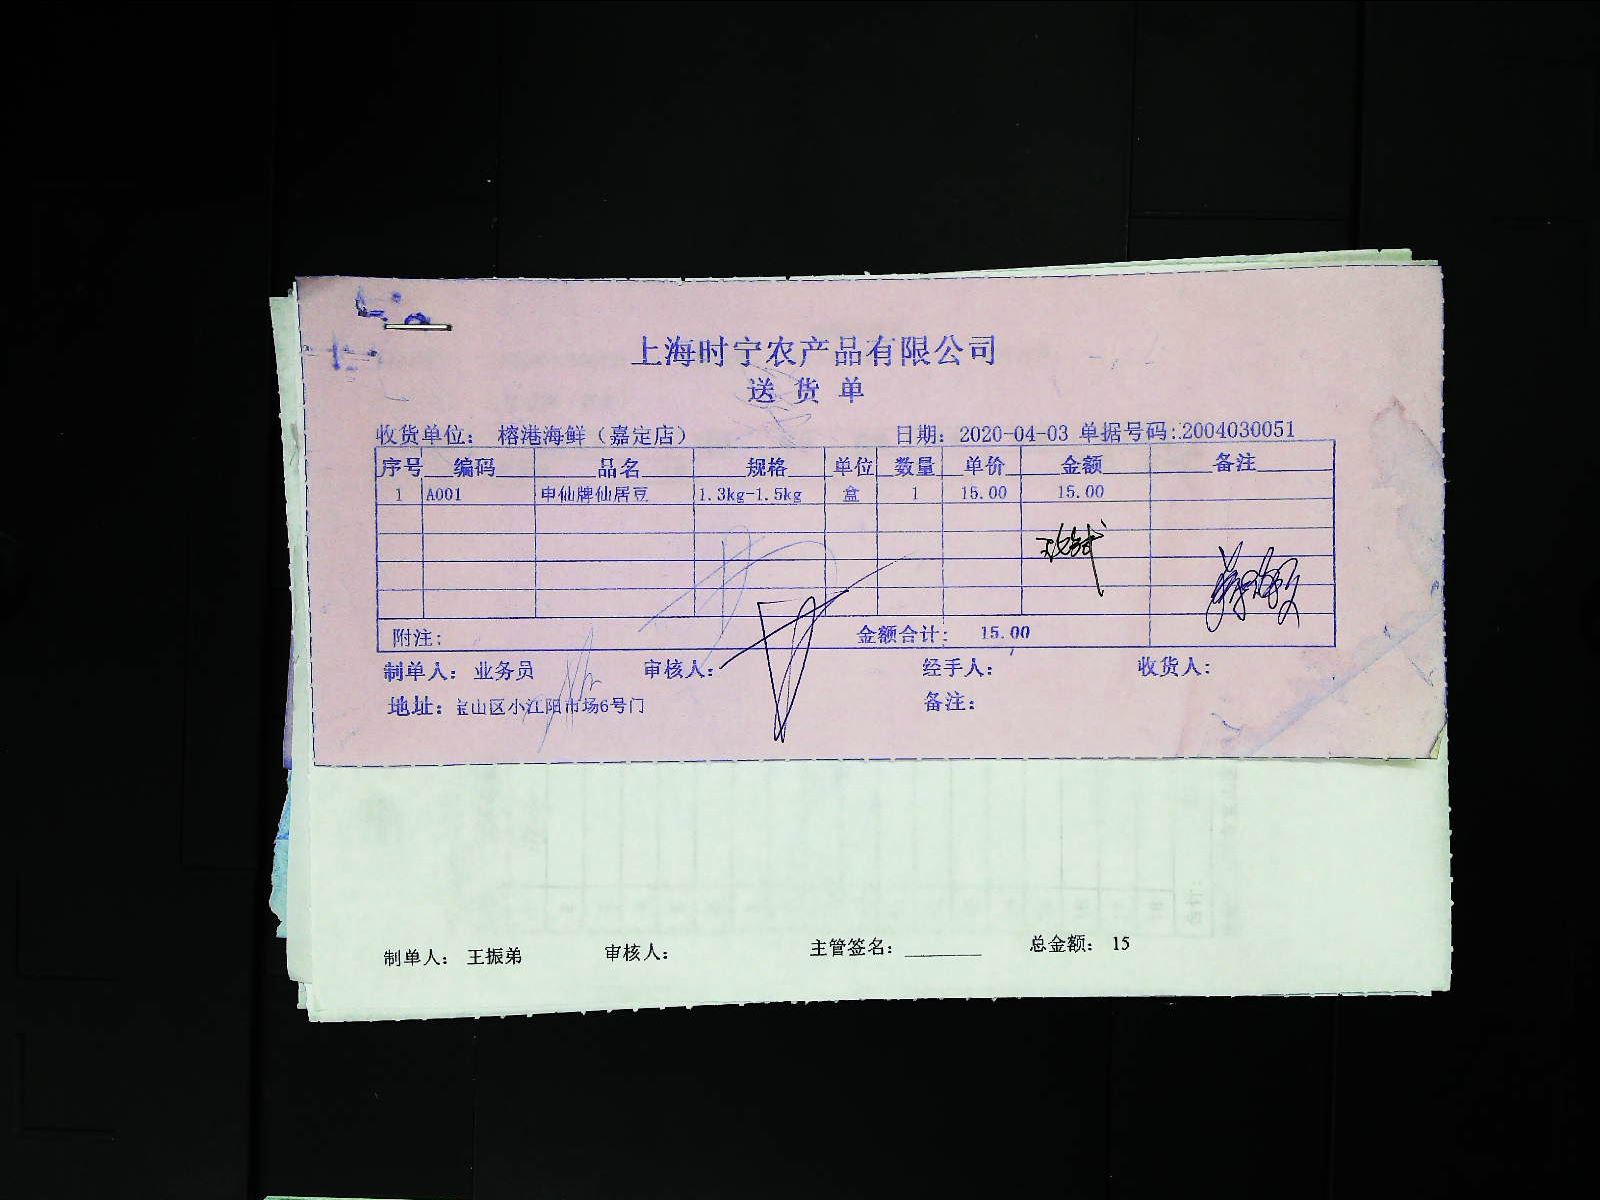 上海时宁农产品有限公司
送 货 单
收货单位： 榕港海鲜（嘉定店） 日期：2020-04-03 单据号码：2004030051
序号 编码 品名 规格 单位 数量 单价 金额 备注
1 A001 申仙牌仙居豆 1.3kg-1.5kg 盒 1 15.00 15.00
附注： 金额合计： 15.00
制单人：业务员 审核人： 经手人： 收货人：
地址：宝山区小江阳市场6号门 备注：
制单人： 王振弟 审核人： 主管签名： 总金额： 15